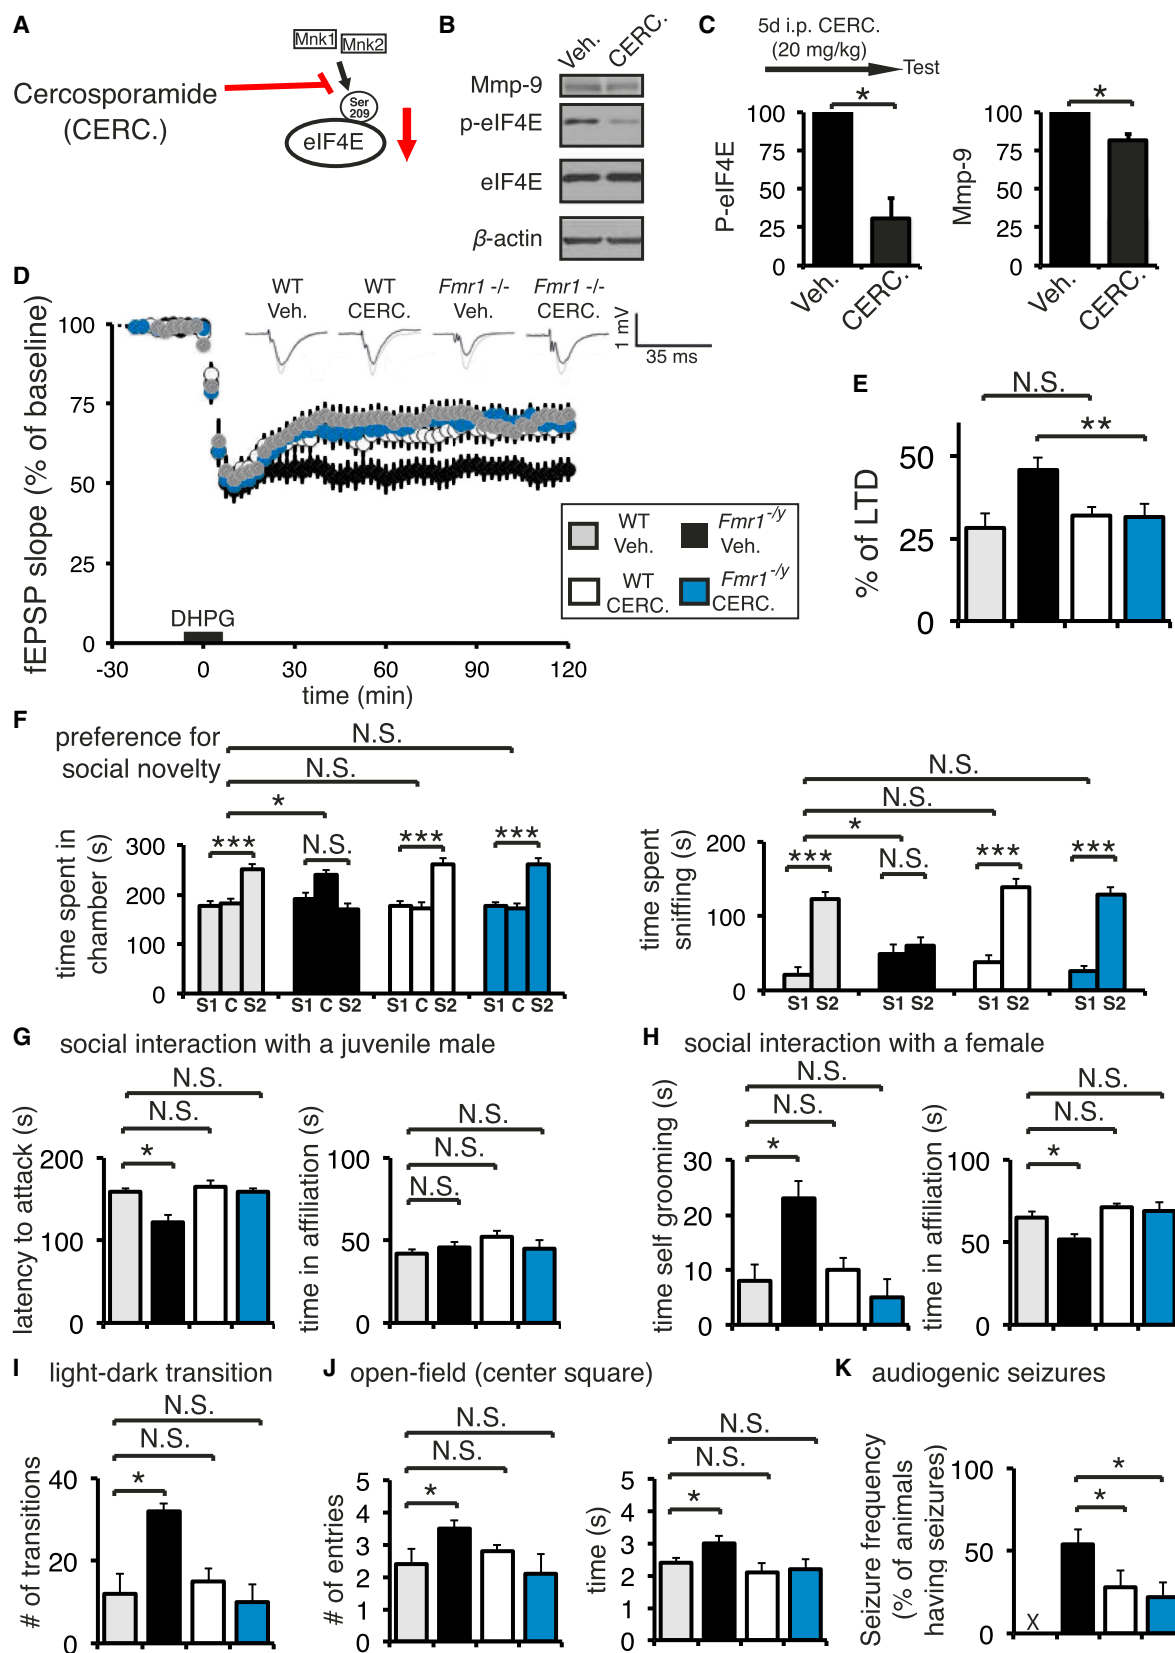 A
Mnk1
Mnk2
Cercosporamide
(CERC.)
Ser
209
eIF4E
B
Veh.
CERC.
Mmp-9
p-eIF4E
eIF4E
β-actin
C
5d i.p. CERC.
(20 mg/kg)
Test
P-eIF4E
100
75
50
25
0
*
Veh.
CERC.
Mmp-9
100
75
50
25
0
*
Veh.
CERC.
D
WT
Veh.
WT
CERC.
Fmr1 -/-
Veh.
Fmr1 -/-
CERC.
1 mV
35 ms
fEPSP slope (% of baseline)
100
75
50
25
0
DHPG
-30
0
30
60
90
120
time (min)
WT
Veh.
Fmr1-/y
Veh.
WT
CERC.
Fmr1-/y
CERC.
E
N.S.
**
% of LTD
50
25
0
F
preference for
social novelty
N.S.
N.S.
*
*** N.S. *** ***
time spent in
chamber (s)
300
200
100
0
S1 C S2 S1 C S2 S1 C S2 S1 C S2
N.S.
N.S.
*
*** N.S. *** ***
time spent
sniffing (s)
200
100
0
S1 S2 S1 S2 S1 S2 S1 S2
G social interaction with a juvenile male
N.S.
N.S.
*
latency to attack (s)
200
100
0
N.S.
N.S.
N.S.
time in affiliation (s)
100
50
0
H social interaction with a female
N.S.
N.S.
*
time self grooming (s)
30
20
10
0
N.S.
N.S.
*
time in affiliation (s)
100
50
0
I light-dark transition
N.S.
N.S.
*
# of transitions
40
20
0
J open-field (center square)
N.S.
N.S.
*
# of entries
5
4
3
2
1
0
N.S.
N.S.
*
time (s)
5
4
3
2
1
0
K audiogenic seizures
*
*
Seizure frequency
(% of animals
having seizures)
100
50
0
X